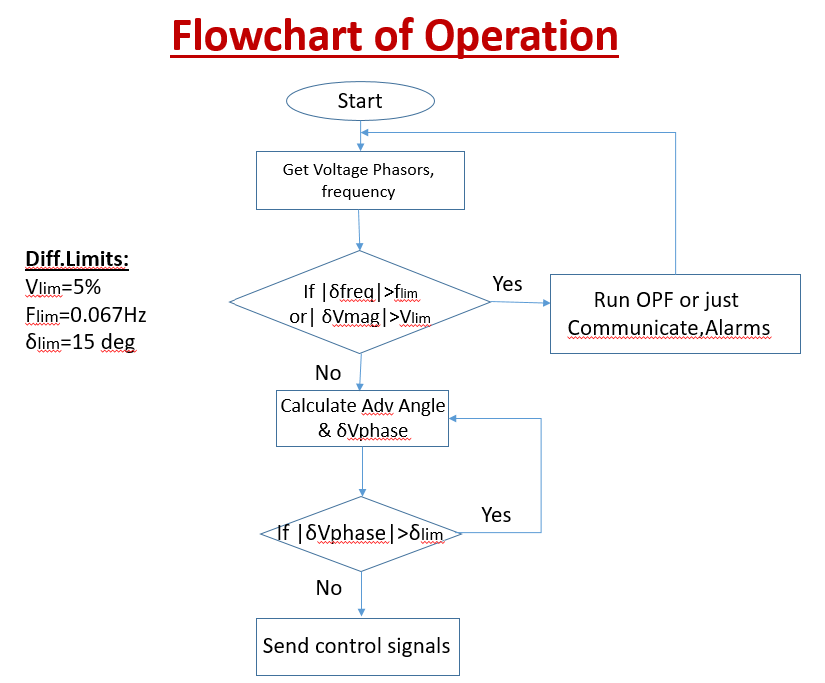 Flowchart of Operation
Start
Get Voltage Phasors,
frequency
Diff.Limits:
Vlim=5%
Flim=0.067Hz
δlim=15 deg
If |δfreq|>flim
or| δVmag|>Vlim
Yes
Run OPF or just
Communicate,Alarms
No
Calculate Adv Angle
& δVphase
If |δVphase|>δlim
Yes
No
Send control signals